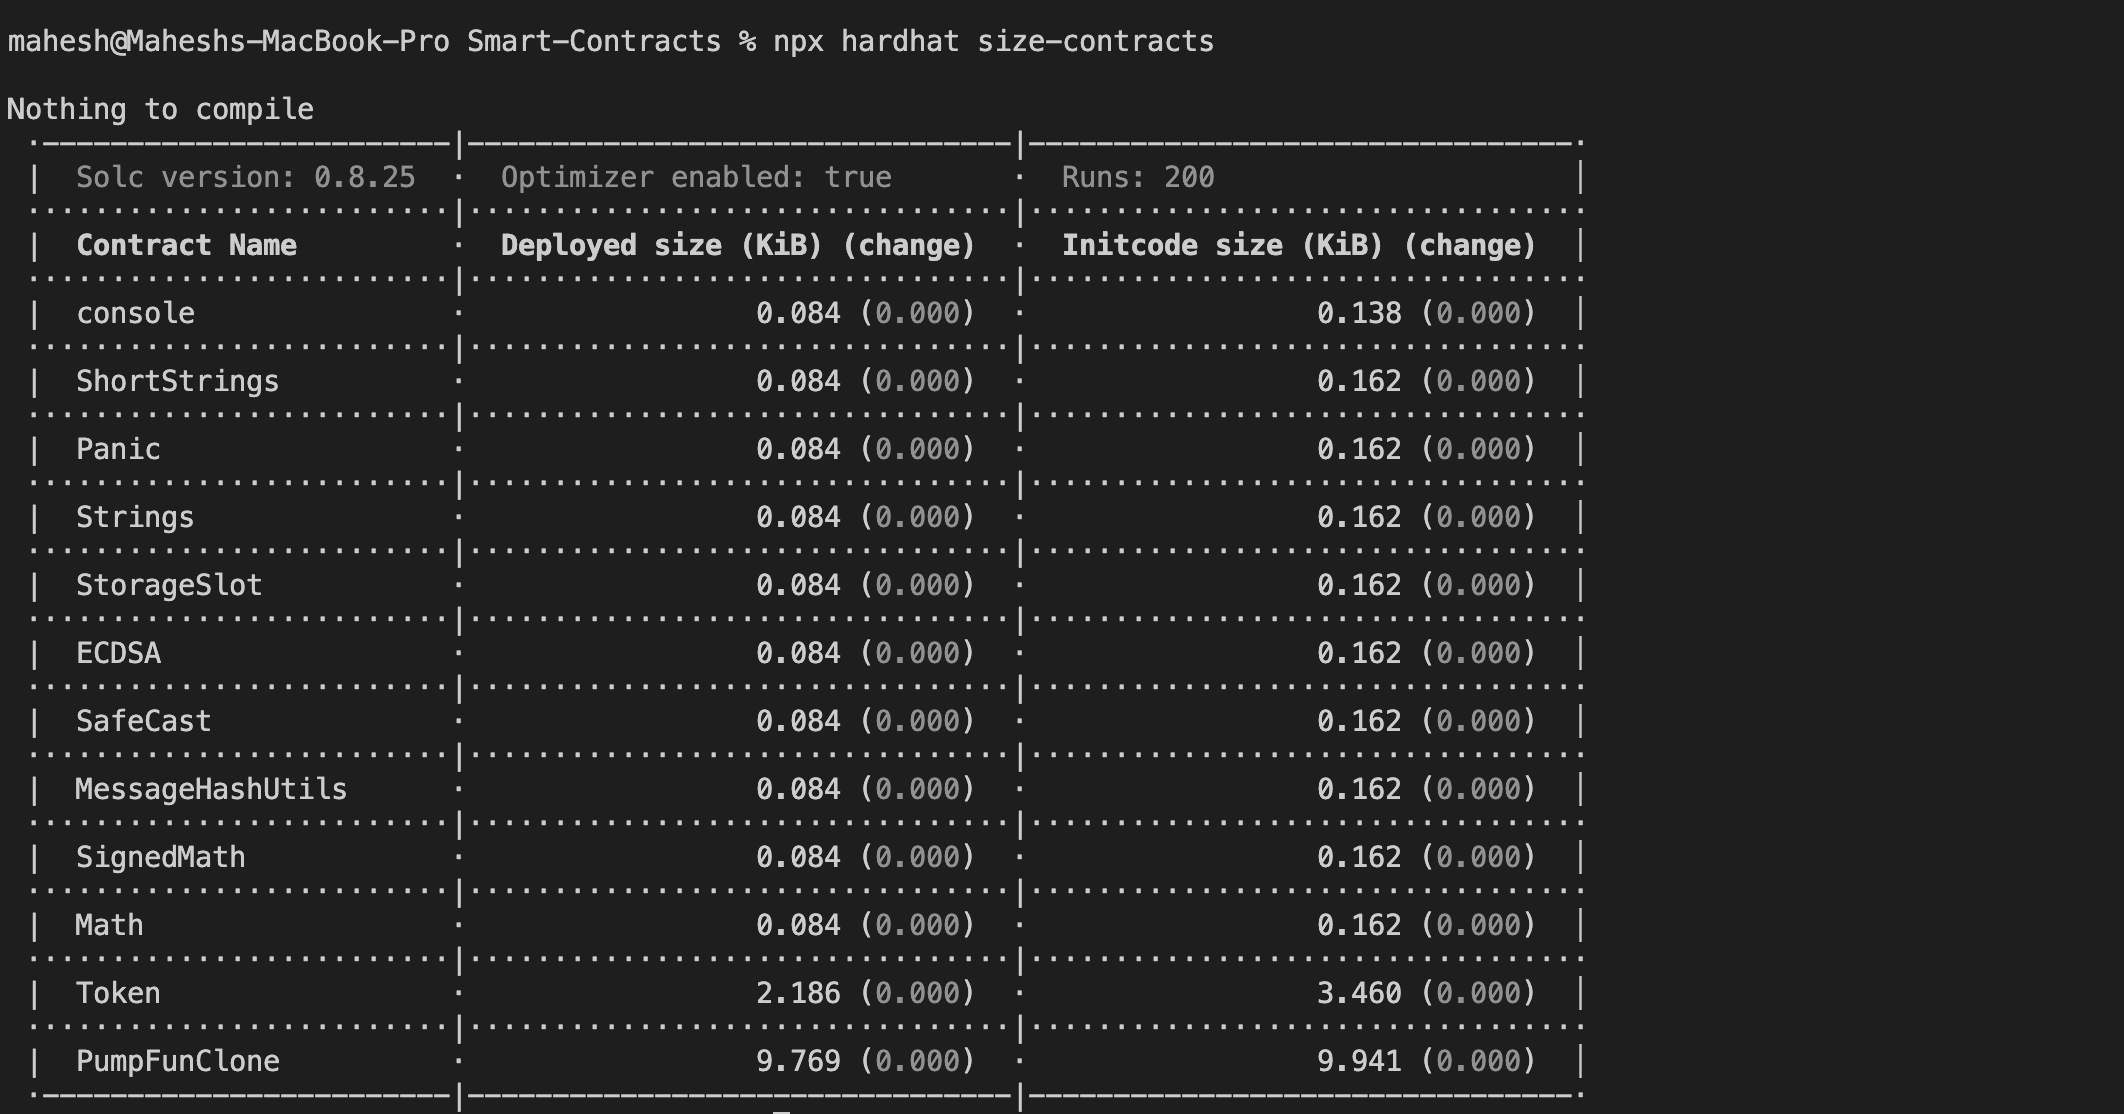 mahesh@Maheshs-MacBook-Pro Smart-Contracts % npx hardhat size-contracts
Nothing to compile
| Solc version: 0.8.25 · Optimizer enabled: true · Runs: 200 |
| Contract Name · Deployed size (KiB) (change) · Initcode size (KiB) (change) |
| console · 0.084 (0.000) · 0.138 (0.000) |
| ShortStrings · 0.084 (0.000) · 0.162 (0.000) |
| Panic · 0.084 (0.000) · 0.162 (0.000) |
| Strings · 0.084 (0.000) · 0.162 (0.000) |
| StorageSlot · 0.084 (0.000) · 0.162 (0.000) |
| ECDSA · 0.084 (0.000) · 0.162 (0.000) |
| SafeCast · 0.084 (0.000) · 0.162 (0.000) |
| MessageHashUtils · 0.084 (0.000) · 0.162 (0.000) |
| SignedMath · 0.084 (0.000) · 0.162 (0.000) |
| Math · 0.084 (0.000) · 0.162 (0.000) |
| Token · 2.186 (0.000) · 3.460 (0.000) |
| PumpFunClone · 9.769 (0.000) · 9.941 (0.000) |